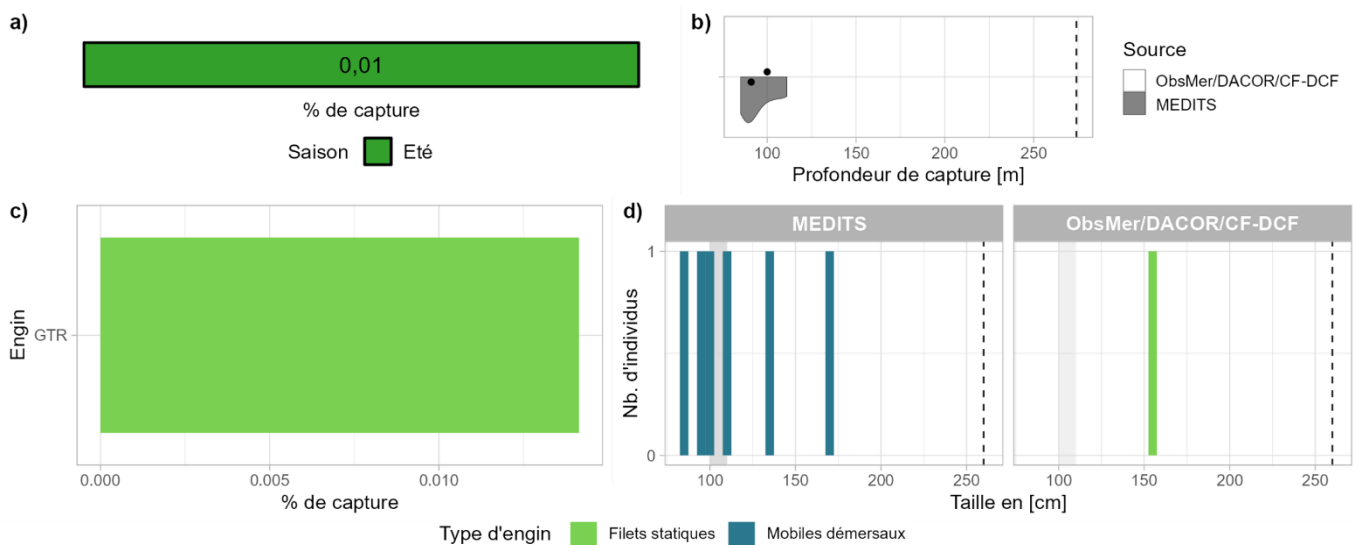 a)
0,01
% de capture
Saison Eté
b)
100 150 200 250
Profondeur de capture [m]
Source
ObsMer/DACOR/CF-DCF
MEDITS
c)
Engin
GTR
0.000 0.005 0.010
% de capture
d)
MEDITS ObsMer/DACOR/CF-DCF
Nb. d'individus
1
0
100 150 200 250 100 150 200 250
Taille en [cm]
Type d'engin Filets statiques Mobiles démersaux